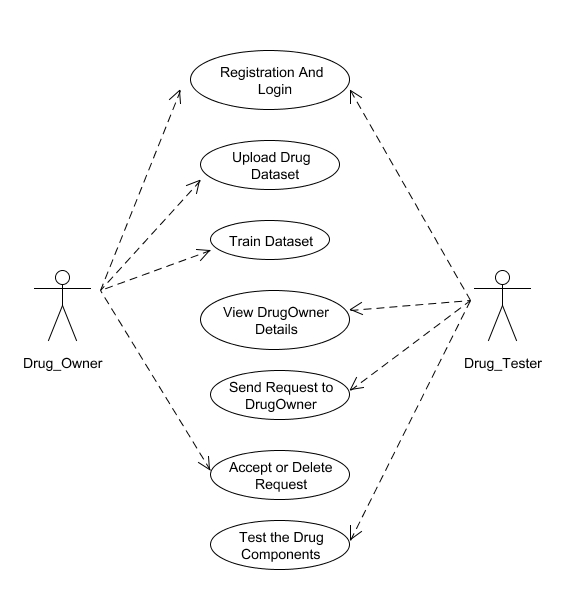 Registration And
Login
Upload Drug
Dataset
Train Dataset
View DrugOwner
Details
Drug_Owner
Drug_Tester
Send Request to
DrugOwner
Accept or Delete
Request
Test the Drug
Components